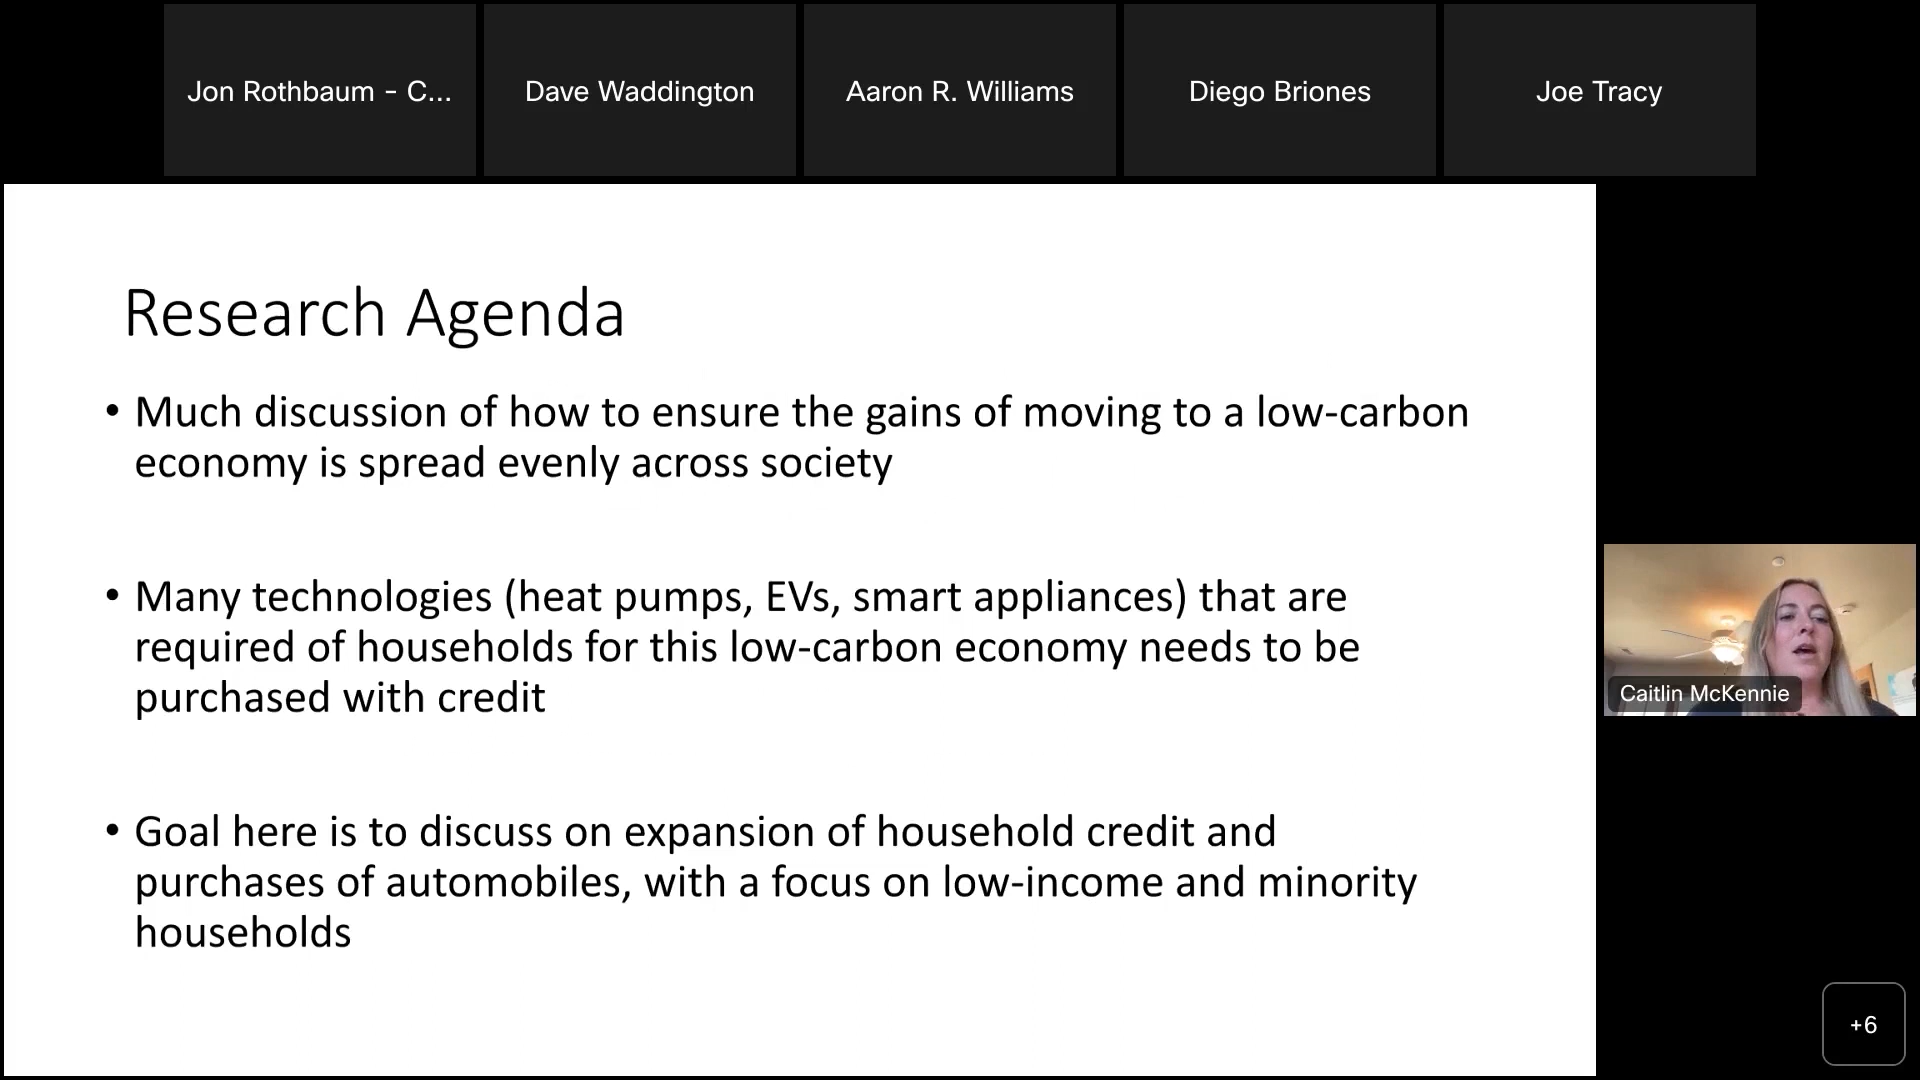 Jon Rothbaum - C...
Dave Waddington
Aaron R. Williams
Diego Briones
Joe Tracy
Research Agenda
• Much discussion of how to ensure the gains of moving to a low-carbon
economy is spread evenly across society
• Many technologies (heat pumps, EVs, smart appliances) that are
required of households for this low-carbon economy needs to be
purchased with credit
• Goal here is to discuss on expansion of household credit and
purchases of automobiles, with a focus on low-income and minority
households
Caitlin McKennie
+6